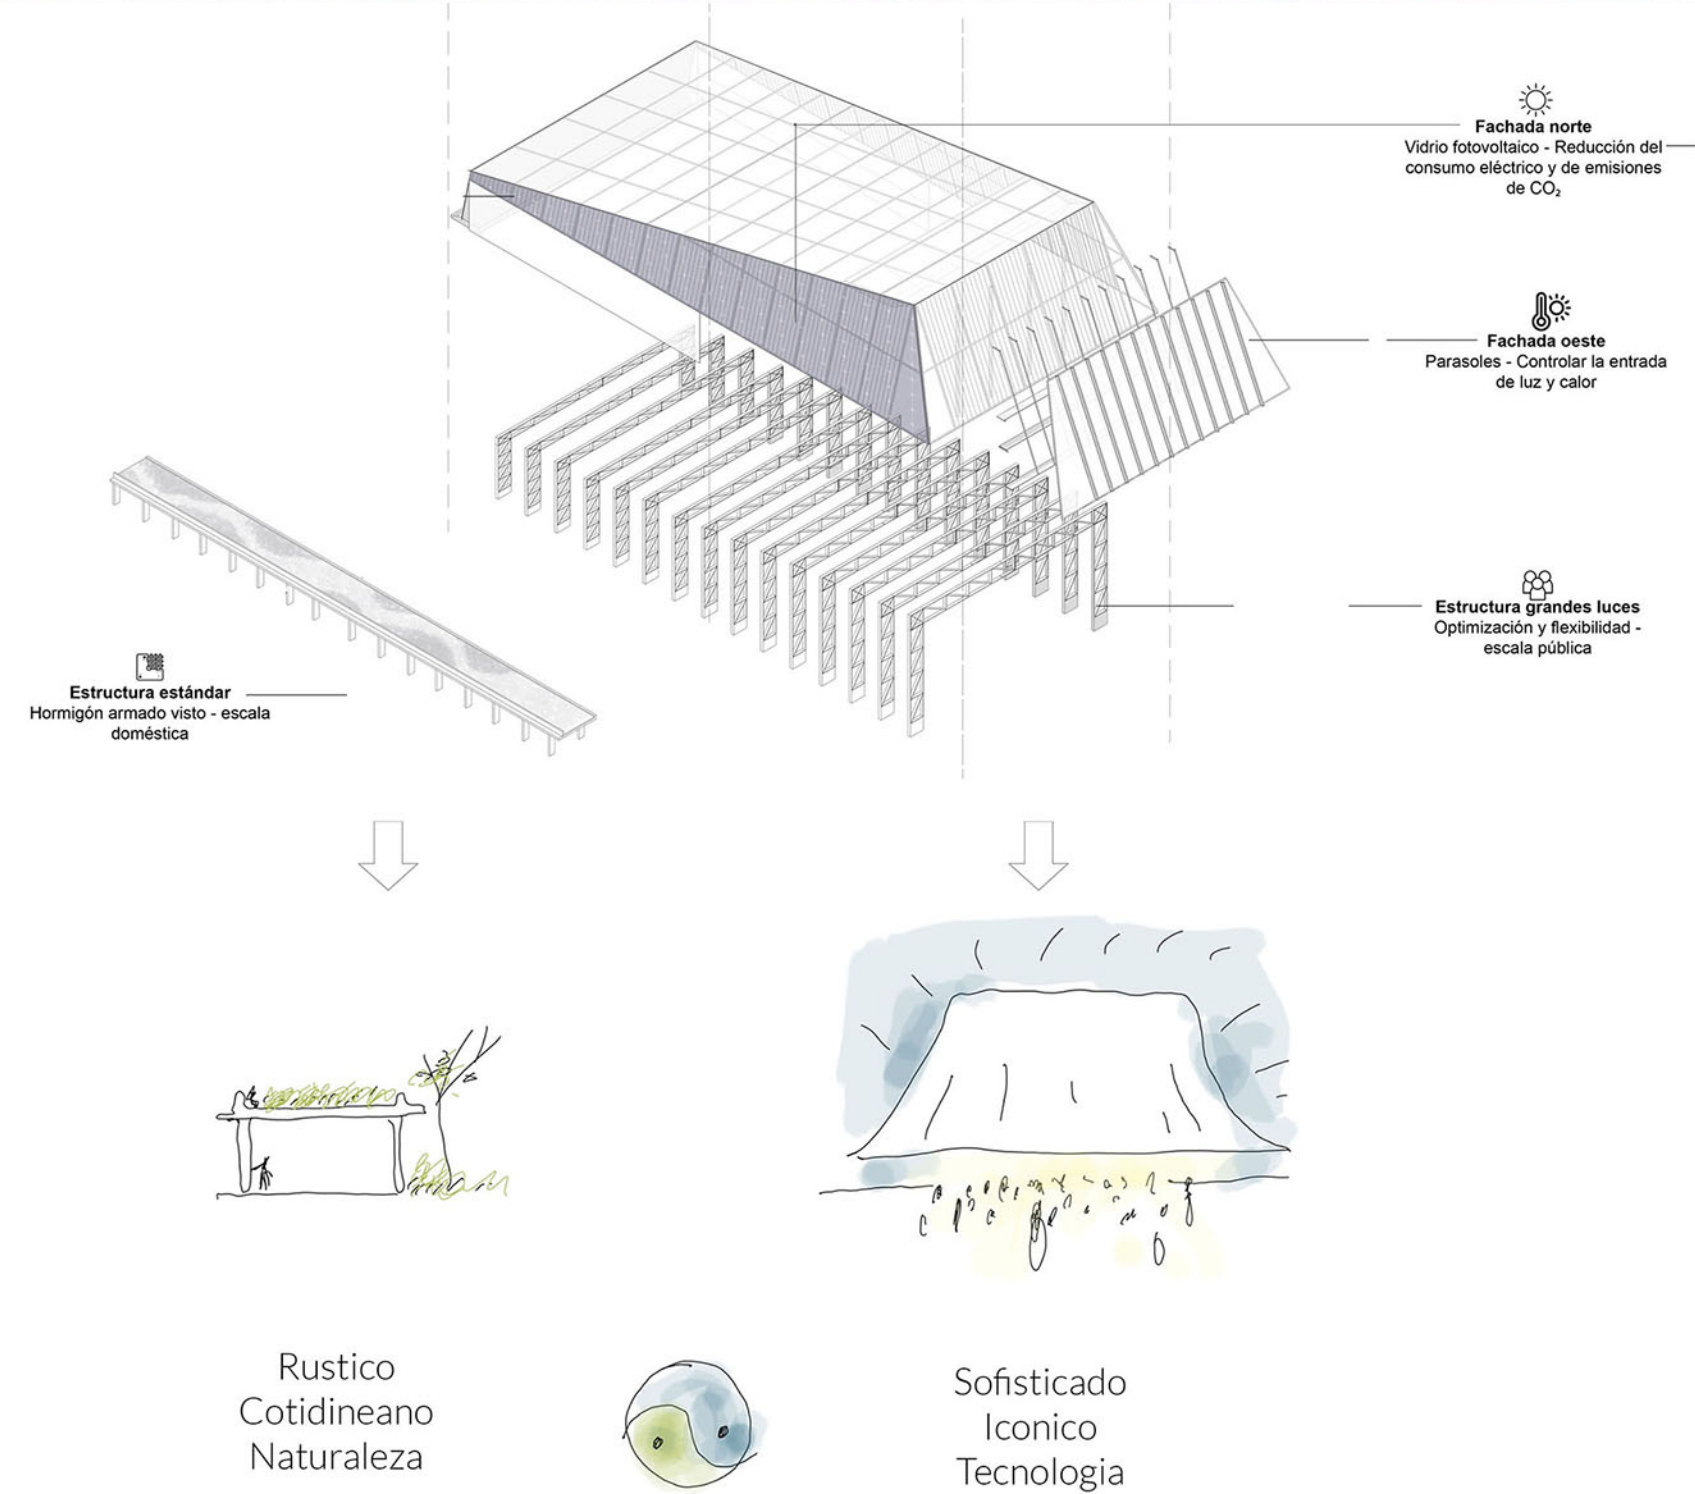 Fachada norte
Vidrio fotovoltaico - Reducción del
consumo eléctrico y de emisiones
de CO₂
Fachada oeste
Parasoles - Controlar la entrada
de luz y calor
Estructura grandes luces
Optimización y flexibilidad -
escala pública
Estructura estándar
Hormigón armado visto - escala
doméstica
Rustico
Cotidineano
Naturaleza
Sofisticado
Iconico
Tecnologia